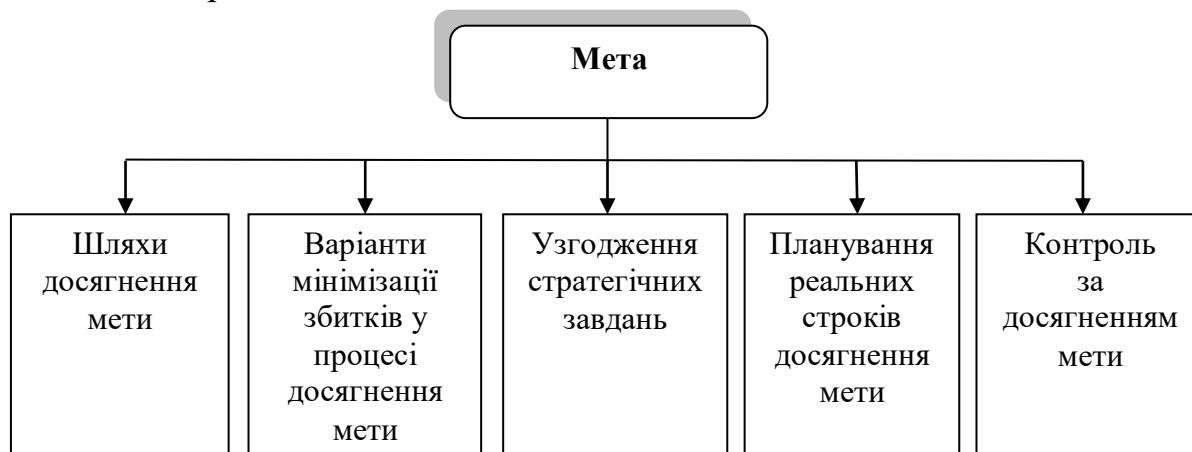 Мета
Шляхи
досягнення
мети
Варіанти
мінімізації
збитків у
процесі
досягнення
мети
Узгодження
стратегічних
завдань
Планування
реальних
строків
досягнення
мети
Контроль
за
досягненням
мети